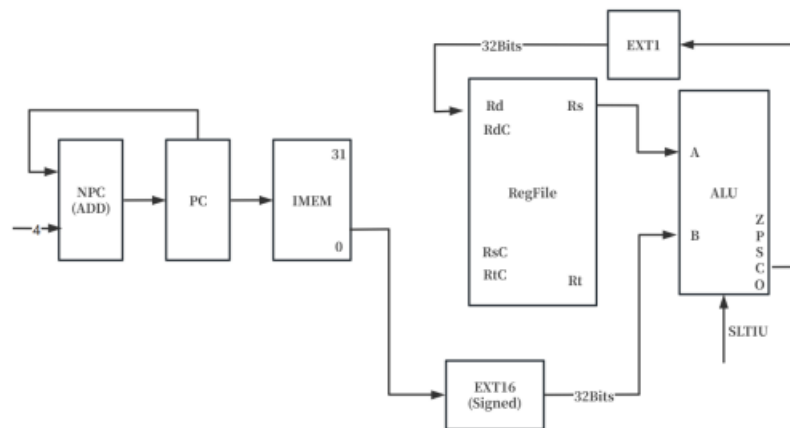 32Bits
EXT1
Rd
Rs
RdC
31
A
NPC
(ADD)
PC
IMEM
RegFile
ALU
4
0
B
Z
P
S
C
O
RsC
RtC
Rt
SLTIU
EXT16
(Signed)
32Bits